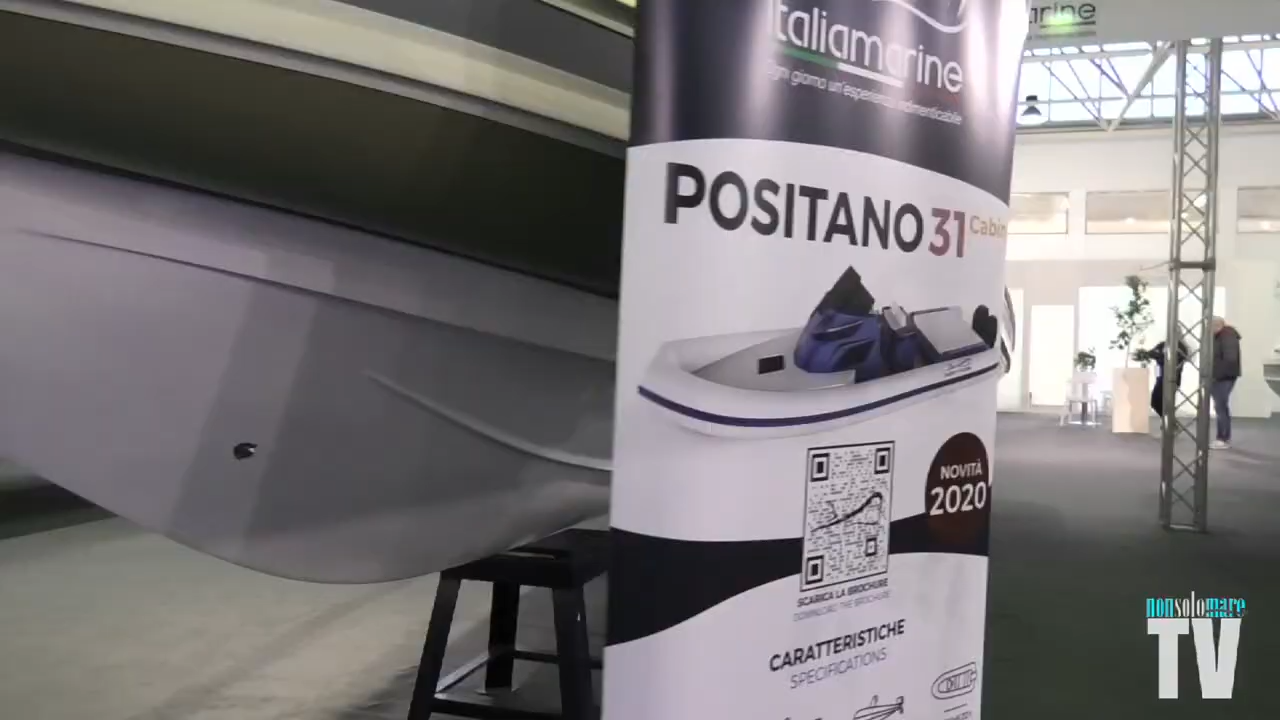 italiamarine
ogni giorno un'esperienza indimenticabile
arine
POSITANO 31 Cabin
NOVITÀ
2020
SCARICA LA BROCHURE
DOWNLOAD THE BROCHURE
CARATTERISTICHE
SPECIFICATIONS
nonsolomare
TV